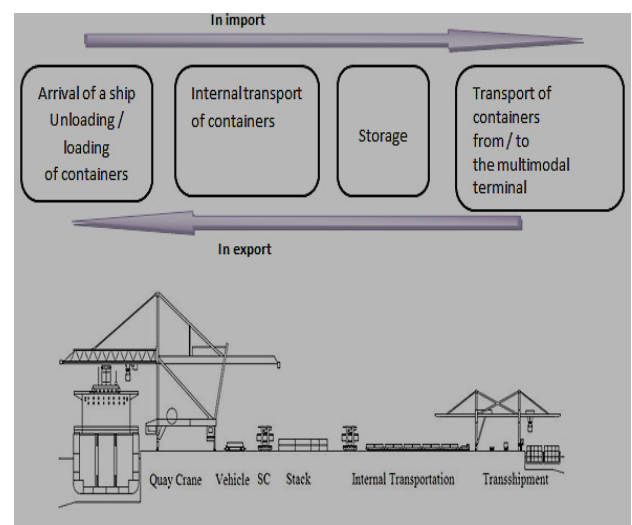 In import
Arrival of a ship
Unloading /
loading
of containers
Internal transport
of containers
Storage
Transport of
containers
from / to
the multimodal
terminal
In export
Quay Crane Vehicle SC Stack Internal Transportation Transshipment